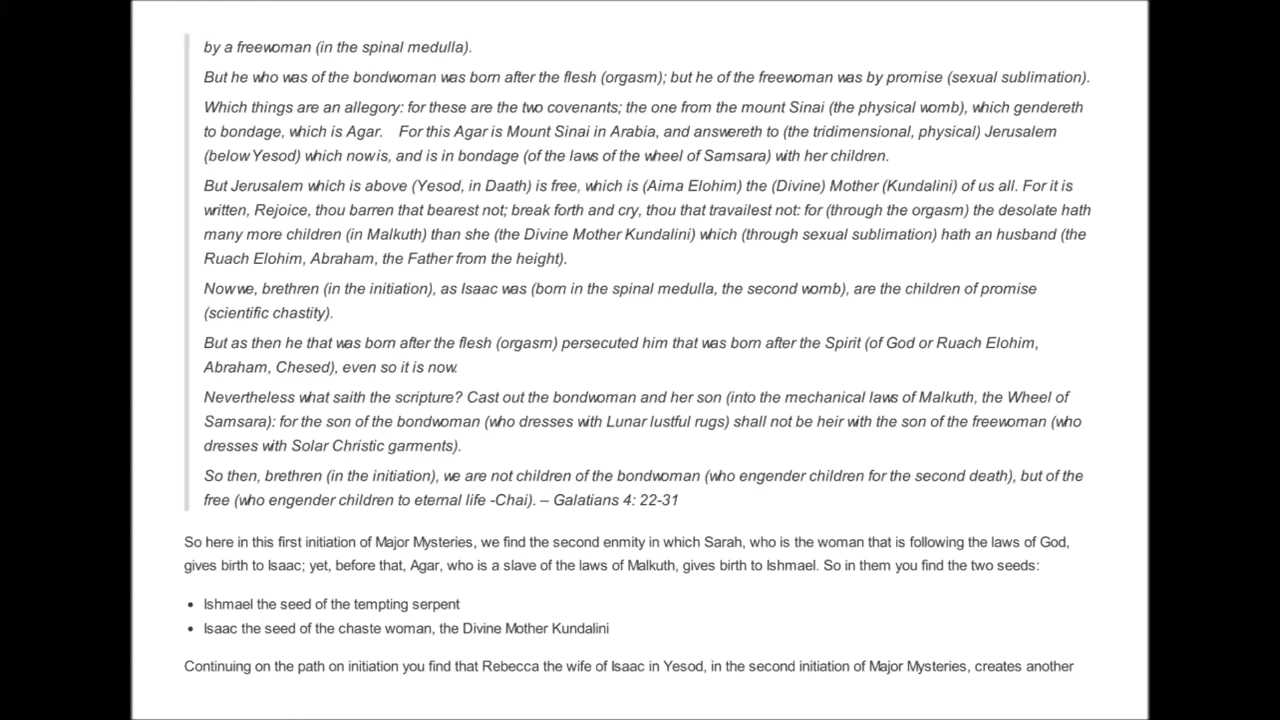 by a freewoman (in the spinal medulla).
But he who was of the bondwoman was born after the flesh (orgasm); but he of the freewoman was by promise (sexual sublimation).
Which things are an allegory: for these are the two covenants; the one from the mount Sinai (the physical womb), which gendereth
to bondage, which is Agar. For this Agar is Mount Sinai in Arabia, and answereth to (the tridimensional, physical) Jerusalem
(below Yesod) which now is, and is in bondage (of the laws of the wheel of Samsara) with her children.
But Jerusalem which is above (Yesod, in Daath) is free, which is (Aima Elohim) the (Divine) Mother (Kundalini) of us all. For it is
written, Rejoice, thou barren that bearest not; break forth and cry, thou that travailest not: for (through the orgasm) the desolate hath
many more children (in Malkuth) than she (the Divine Mother Kundalini) which (through sexual sublimation) hath an husband (the
Ruach Elohim, Abraham, the Father from the height).
Now we, brethren (in the initiation), as Isaac was (born in the spinal medulla, the second womb), are the children of promise
(scientific chastity).
But as then he that was born after the flesh (orgasm) persecuted him that was born after the Spirit (of God or Ruach Elohim,
Abraham, Chesed), even so it is now.
Nevertheless what saith the scripture? Cast out the bondwoman and her son (into the mechanical laws of Malkuth, the Wheel of
Samsara): for the son of the bondwoman (who dresses with Lunar lustful rugs) shall not be heir with the son of the freewoman (who
dresses with Solar Christic garments).
So then, brethren (in the initiation), we are not children of the bondwoman (who engender children for the second death), but of the
free (who engender children to eternal life -Chai). – Galatians 4: 22-31
So here in this first initiation of Major Mysteries, we find the second enmity in which Sarah, who is the woman that is following the laws of God,
gives birth to Isaac; yet, before that, Agar, who is a slave of the laws of Malkuth, gives birth to Ishmael. So in them you find the two seeds:
• Ishmael the seed of the tempting serpent
• Isaac the seed of the chaste woman, the Divine Mother Kundalini
Continuing on the path on initiation you find that Rebecca the wife of Isaac in Yesod, in the second initiation of Major Mysteries, creates another